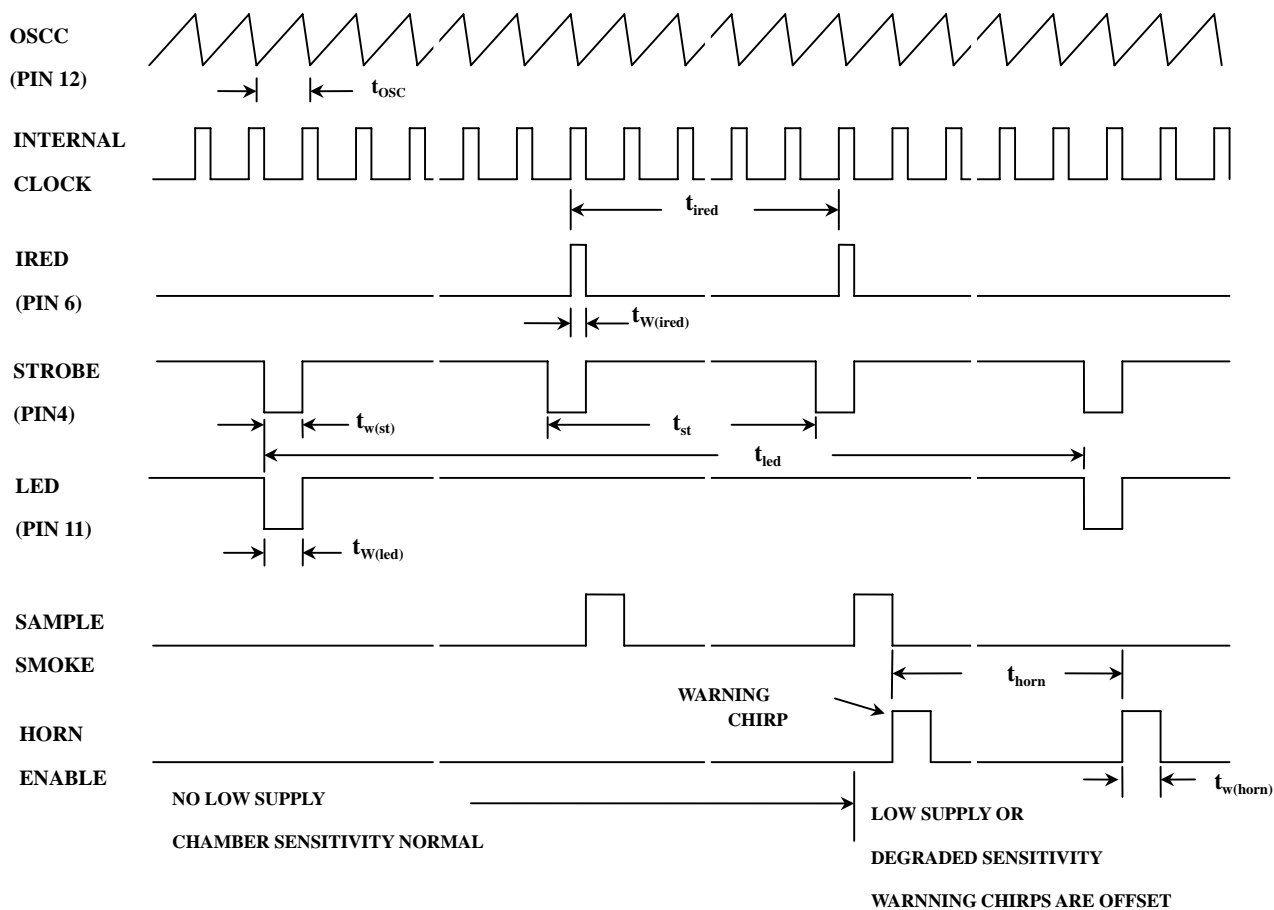 OSCC
(PIN 12)
tOSC
INTERNAL
CLOCK
tired
IRED
(PIN 6)
tW(ired)
STROBE
(PIN4)
tw(st)
tst
tled
LED
(PIN 11)
tW(led)
SAMPLE
SMOKE
thorn
WARNING
CHIRP
HORN
ENABLE
tw(horn)
NO LOW SUPPLY
CHAMBER SENSITIVITY NORMAL
LOW SUPPLY OR
DEGRADED SENSITIVITY
WARNNING CHIRPS ARE OFFSET